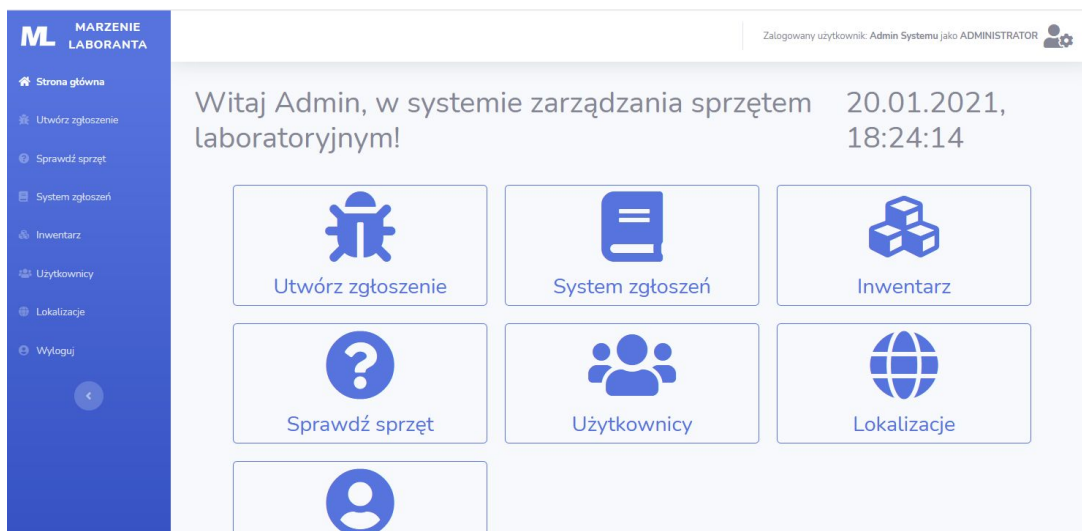 MARZENIE
LABORANTA
Zalogowany użytkownik: Admin Systemu jako ADMINISTRATOR
Strona główna
Utwórz zgłoszenie
Sprawdź sprzęt
System zgłoszeń
Inwentarz
Użytkownicy
Lokalizacje
Wyloguj
Witaj Admin, w systemie zarządzania sprzętem
laboratoryjnym!
20.01.2021,
18:24:14
Utwórz zgłoszenie
System zgłoszeń
Inwentarz
Sprawdź sprzęt
Użytkownicy
Lokalizacje